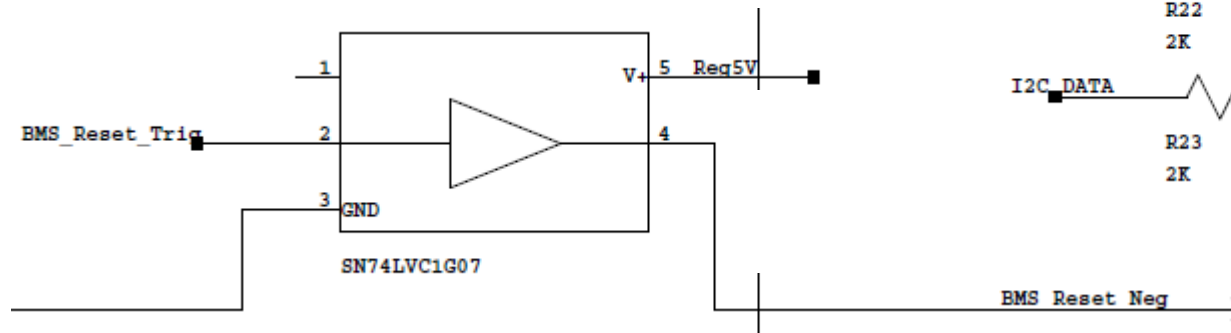 R22
2K
1
V+
5
Reg5V
I2C_DATA
BMS_Reset_Trig
2
4
R23
2K
3
GND
SN74LVC1G07
BMS_Reset_Neg